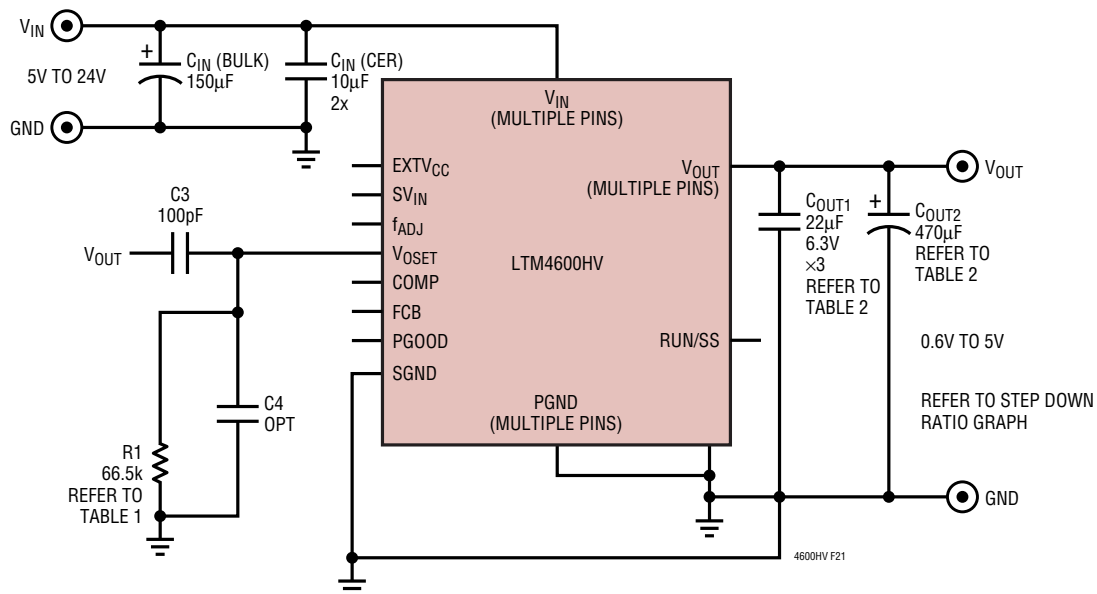 VIN
5V TO 24V
GND
+
CIN (BULK)
150µF
CIN (CER)
10µF
2x
VIN
(MULTIPLE PINS)
EXTVCC
SVIN
fADJ
VOSET
COMP
FCB
PGOOD
SGND
LTM4600HV
VOUT
(MULTIPLE PINS)
RUN/SS
PGND
(MULTIPLE PINS)
C3
100pF
VOUT
C4
OPT
R1
66.5k
REFER TO
TABLE 1
VOUT
COUT1
22µF
6.3V
×3
REFER TO
TABLE 2
+
COUT2
470µF
REFER TO
TABLE 2
0.6V TO 5V
REFER TO STEP DOWN
RATIO GRAPH
GND
4600HV F21